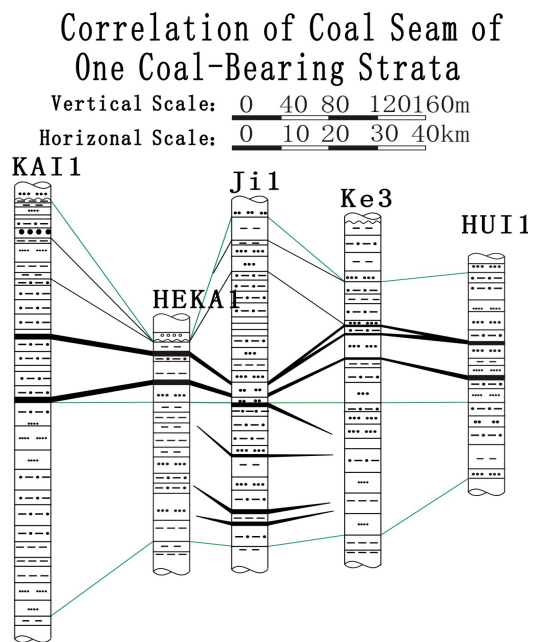 Correlation of Coal Seam of
One Coal-Bearing Strata
Vertical Scale: 0 40 80 120160m
Horizonal Scale: 0 10 20 30 40km
KAI1
Ji1
Ke3
HUI1
HEKA1